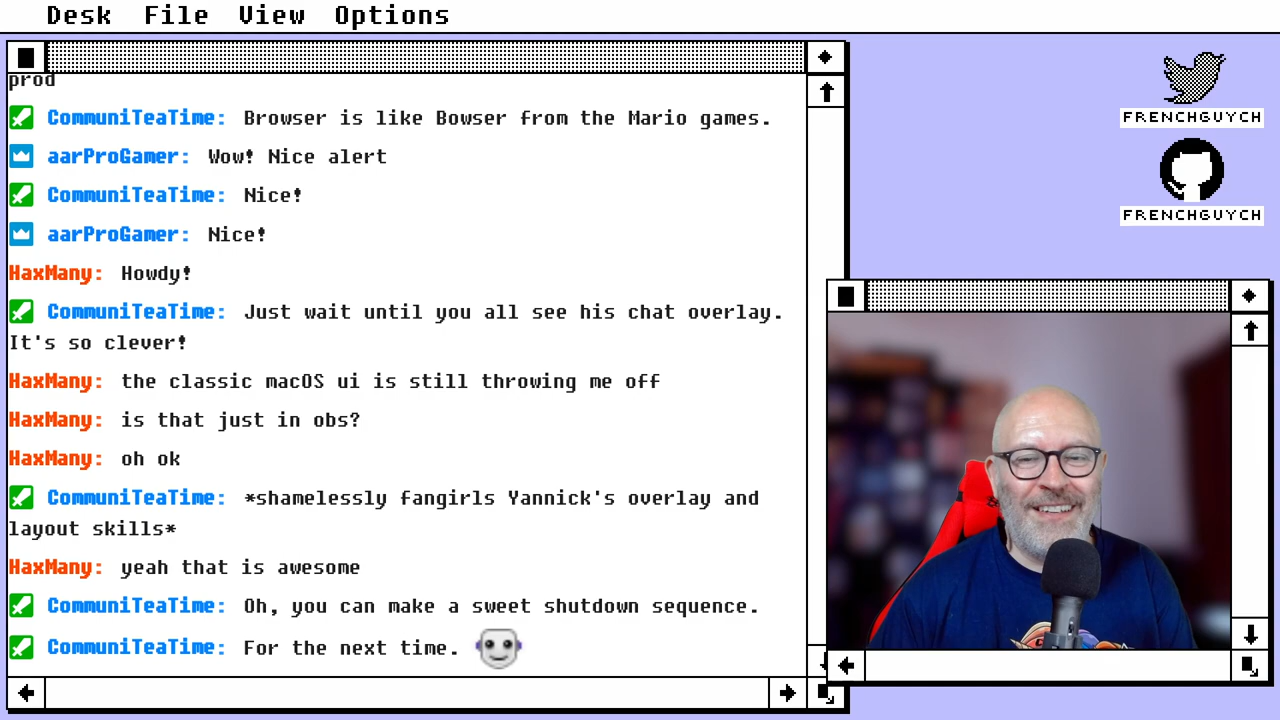 Desk File View Options
prod
CommuniTeaTime: Browser is like Bowser from the Mario games.
aarProGamer: Wow! Nice alert
CommuniTeaTime: Nice!
aarProGamer: Nice!
HaxMany: Howdy!
CommuniTeaTime: Just wait until you all see his chat overlay.
It's so clever!
HaxMany: the classic macOS ui is still throwing me off
HaxMany: is that just in obs?
HaxMany: oh ok
CommuniTeaTime: *shamelessly fangirls Yannick's overlay and
layout skills*
HaxMany: yeah that is awesome
CommuniTeaTime: Oh, you can make a sweet shutdown sequence.
CommuniTeaTime: For the next time.
FRENCHGUYCH
FRENCHGUYCH